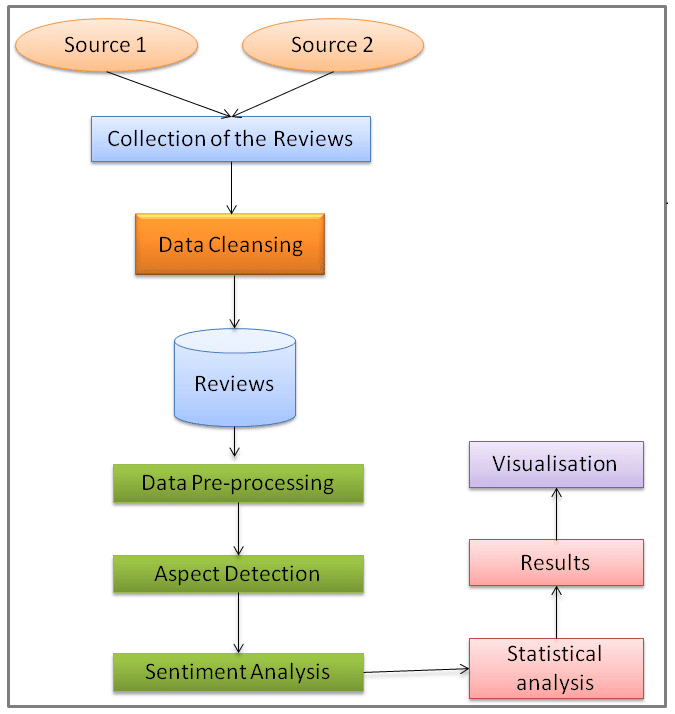 Source 1
Source 2
Collection of the Reviews
Data Cleansing
Reviews
Data Pre-processing
Aspect Detection
Sentiment Analysis
Visualisation
Results
Statistical
analysis